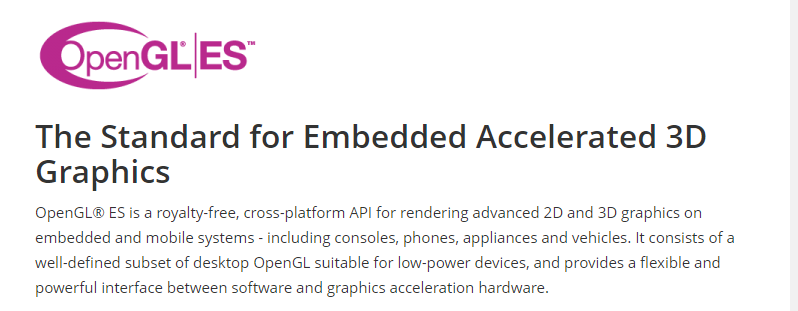 OpenGL®|ES™
The Standard for Embedded Accelerated 3D
Graphics
OpenGL® ES is a royalty-free, cross-platform API for rendering advanced 2D and 3D graphics on
embedded and mobile systems - including consoles, phones, appliances and vehicles. It consists of a
well-defined subset of desktop OpenGL suitable for low-power devices, and provides a flexible and
powerful interface between software and graphics acceleration hardware.